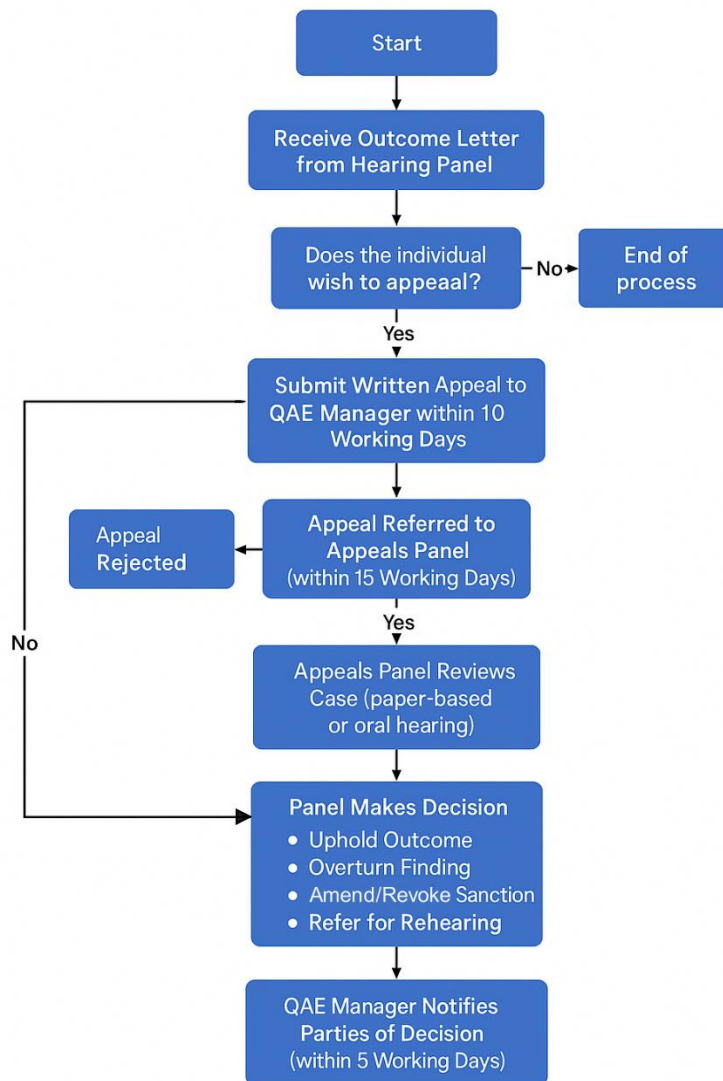 Start
Receive Outcome Letter
from Hearing Panel
Does the individual
wish to appeaal?
No
End of
process
Yes
Submit Written Appeal to
QAE Manager within 10
Working Days
Appeal Referred to
Appeals Panel
(within 15 Working Days)
Appeal
Rejected
Yes
No
Appeals Panel Reviews
Case (paper-based
or oral hearing)
Panel Makes Decision
• Uphold Outcome
• Overturn Finding
• Amend/Revoke Sanction
• Refer for Rehearing
QAE Manager Notifies
Parties of Decision
(within 5 Working Days)